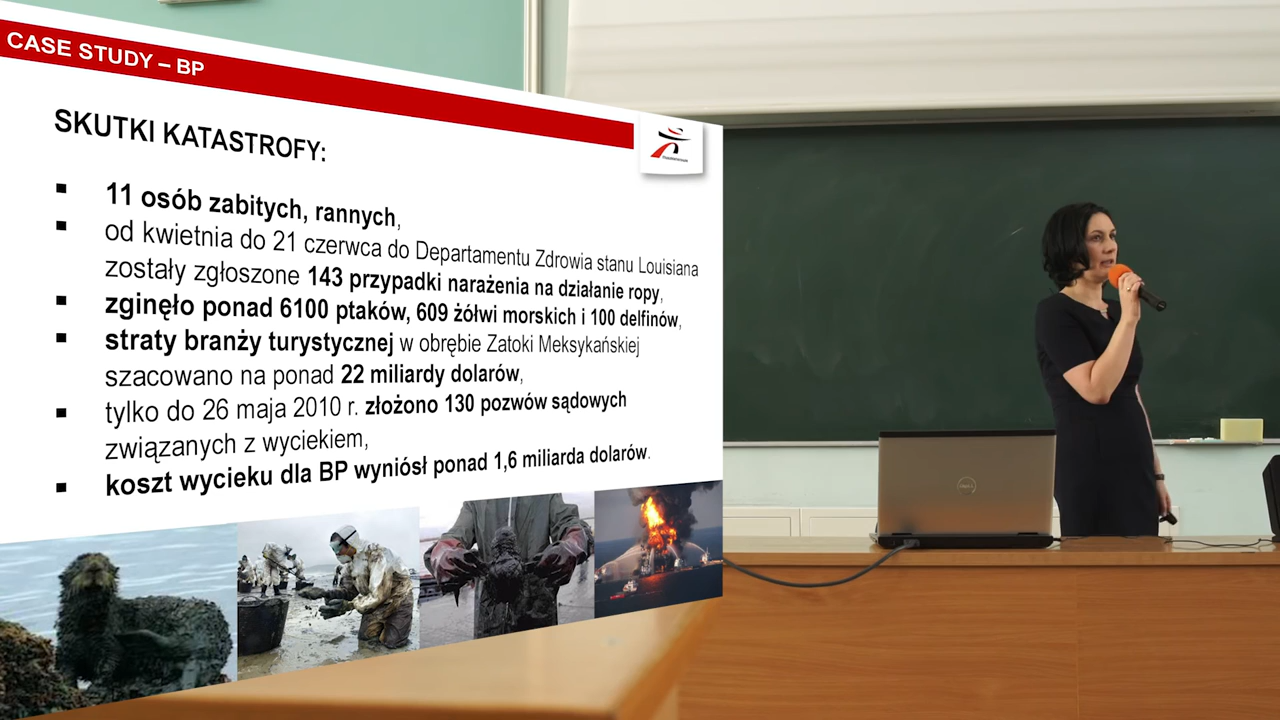 CASE STUDY – BP
SKUTKI KATASTROFY:
▪ 11 osób zabitych, rannych,
▪ od kwietnia do 21 czerwca do Departamentu Zdrowia stanu Louisiana
zostały zgłoszone 143 przypadki narażenia na działanie ropy,
▪ zginęło ponad 6100 ptaków, 609 żółwi morskich i 100 delfinów,
▪ straty branży turystycznej w obrębie Zatoki Meksykańskiej
szacowano na ponad 22 miliardy dolarów,
▪ tylko do 26 maja 2010 r. złożono 130 pozwów sądowych
związanych z wyciekiem,
▪ koszt wycieku dla BP wyniósł ponad 1,6 miliarda dolarów.
DELL